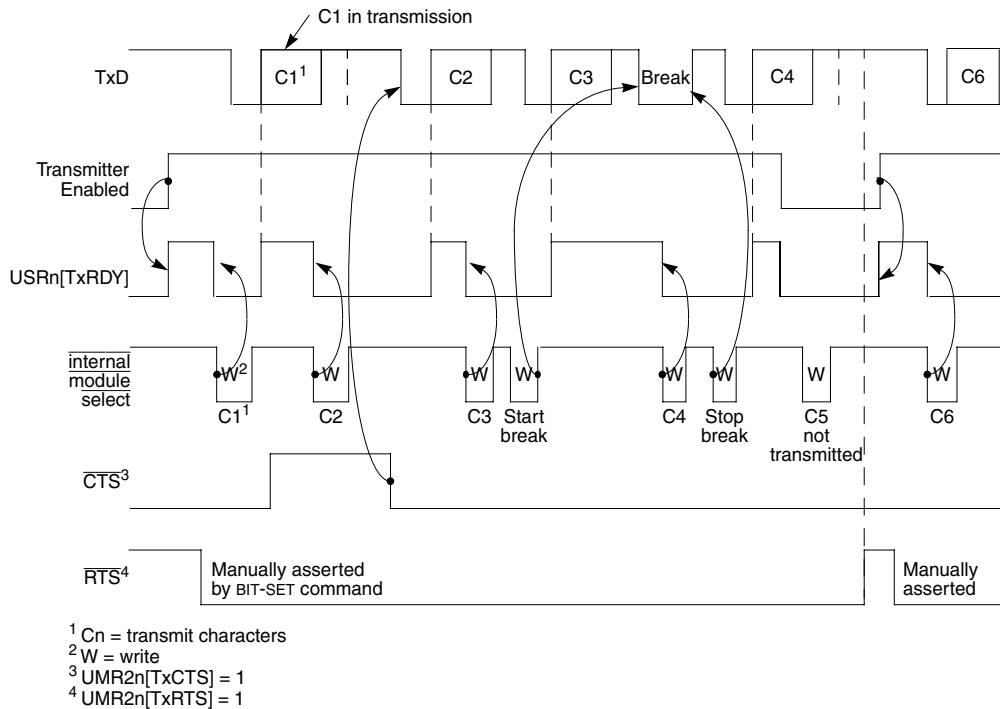 C1 in transmission
TxD
C1¹
C2
C3
Break
C4
C6
Transmitter
Enabled
USRn[TxRDY]
internal
module
select
W²
W
W
W
W
W
W
W
C1¹
C2
C3
Start
break
C4
Stop
break
C5
not
transmitted
C6
CTS³
RTS⁴
Manually asserted
by BIT-SET command
Manually
asserted
¹ Cn = transmit characters
² W = write
³ UMR2n[TxCTS] = 1
⁴ UMR2n[TxRTS] = 1